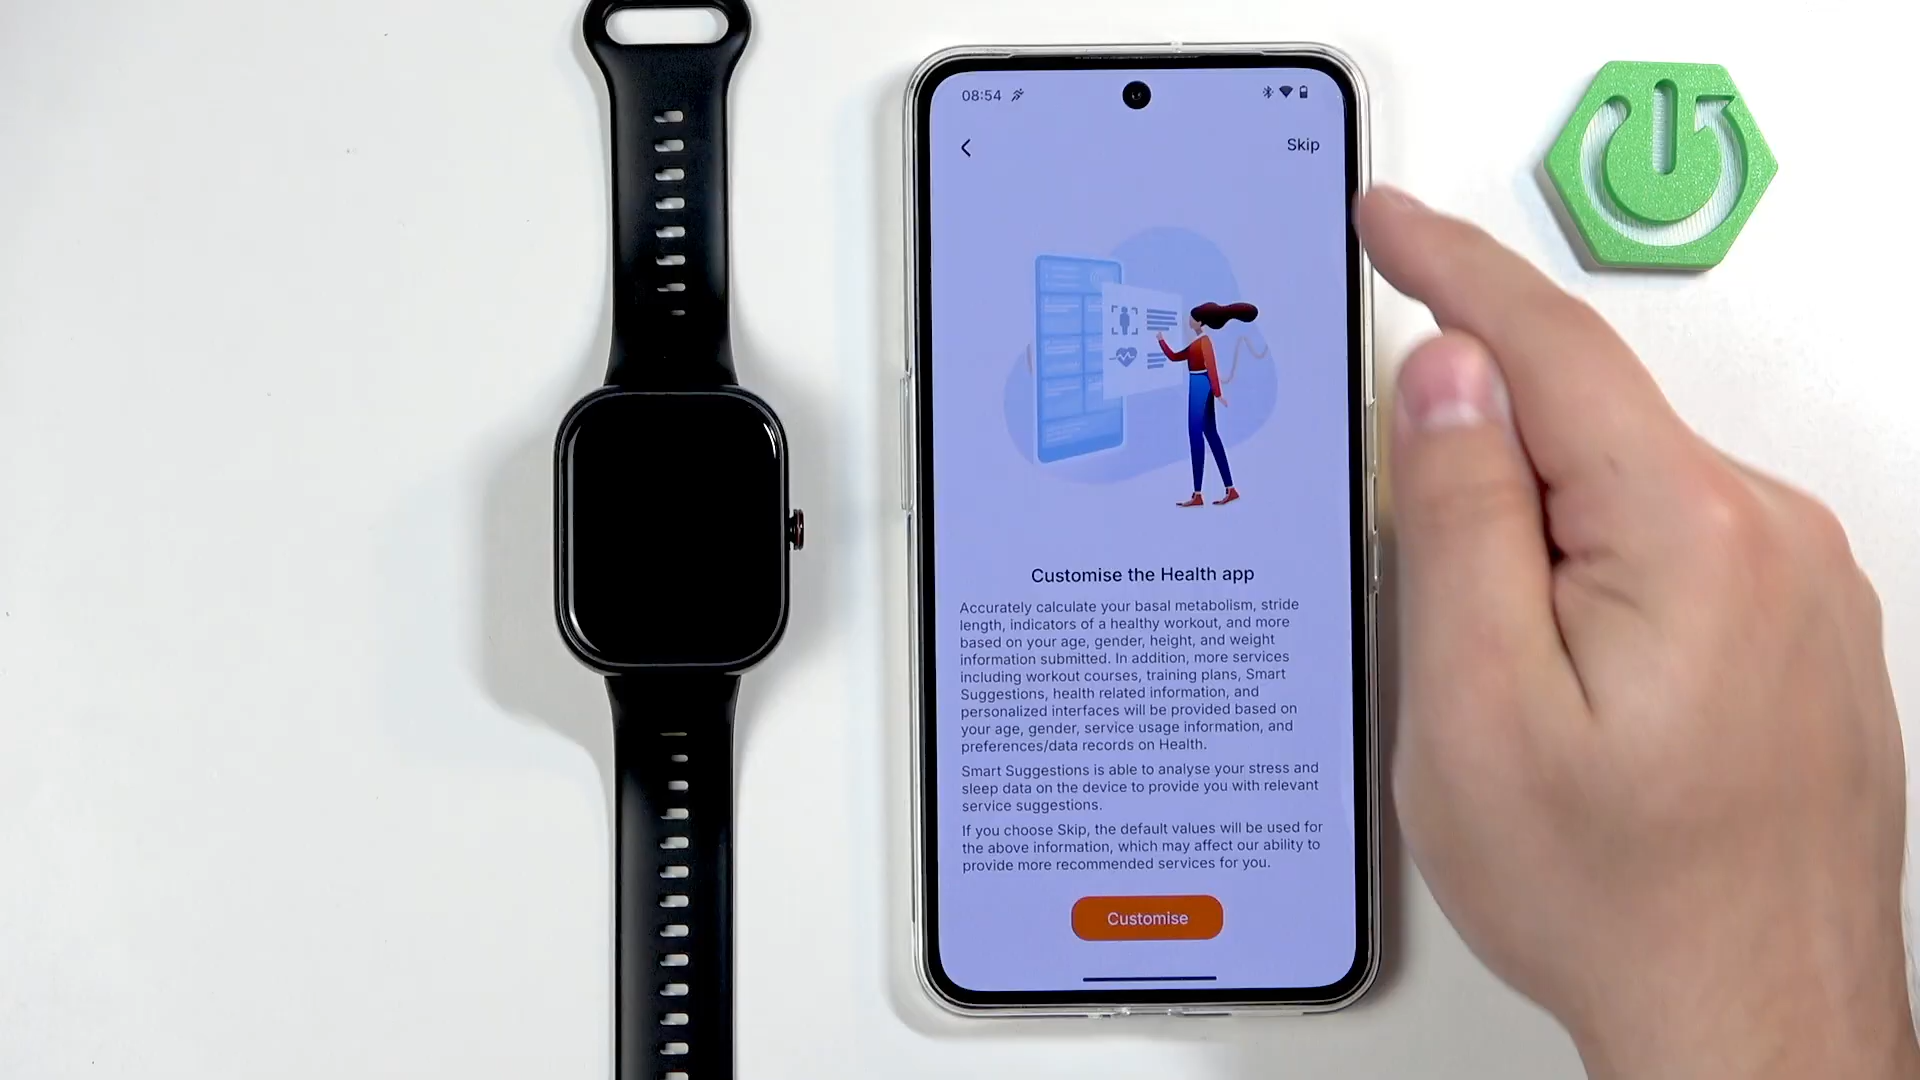 08:54
Skip
Customise the Health app
Accurately calculate your basal metabolism, stride
length, indicators of a healthy workout, and more
based on your age, gender, height, and weight
information submitted. In addition, more services
including workout courses, training plans, Smart
Suggestions, health related information, and
personalized interfaces will be provided based on
your age, gender, service usage information, and
preferences/data records on Health.
Smart Suggestions is able to analyse your stress and
sleep data on the device to provide you with relevant
service suggestions.
If you choose Skip, the default values will be used for
the above information, which may affect our ability to
provide more recommended services for you.
Customise